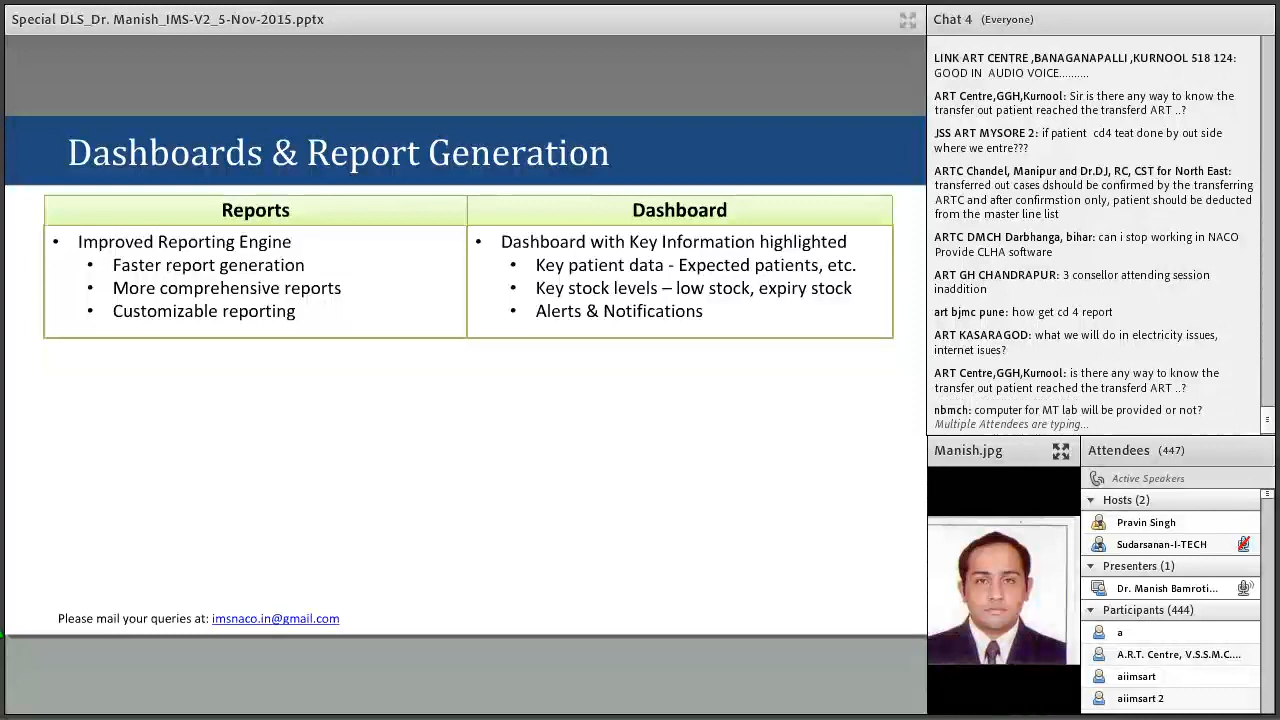 Special DLS_Dr. Manish_IMS-V2_5-Nov-2015.pptx
Dashboards & Report Generation
Reports
Dashboard
• Improved Reporting Engine
• Faster report generation
• More comprehensive reports
• Customizable reporting
• Dashboard with Key Information highlighted
• Key patient data - Expected patients, etc.
• Key stock levels – low stock, expiry stock
• Alerts & Notifications
Please mail your queries at: imsnaco.in@gmail.com
Chat 4 (Everyone)
LINK ART CENTRE ,BANAGANAPALLI ,KURNOOL 518 124:
GOOD IN AUDIO VOICE.........
ART Centre,GGH,Kurnool: Sir is there any way to know the
transfer out patient reached the transferd ART ..?
JSS ART MYSORE 2: if patient cd4 teat done by out side
where we entre???
ARTC Chandel, Manipur and Dr.DJ, RC, CST for North East:
transferred out cases dshould be confirmed by the transferring
ARTC and after confirmstion only, patient should be deducted
from the master line list
ARTC DMCH Darbhanga, bihar: can i stop working in NACO
Provide CLHA software
ART GH CHANDRAPUR: 3 consellor attending session
inaddition
art bjmc pune: how get cd 4 report
ART KASARAGOD: what we will do in electricity issues,
internet isues?
ART Centre,GGH,Kurnool: is there any way to know the
transfer out patient reached the transferd ART ..?
nbmch: computer for MT lab will be provided or not?
Multiple Attendees are typing...
Manish.jpg
Attendees (447)
Active Speakers
Hosts (2)
Pravin Singh
Sudarsanan-I-TECH
Presenters (1)
Dr. Manish Bamroti...
Participants (444)
a
A.R.T. Centre, V.S.S.M.C....
aiimsart
aiimsart 2